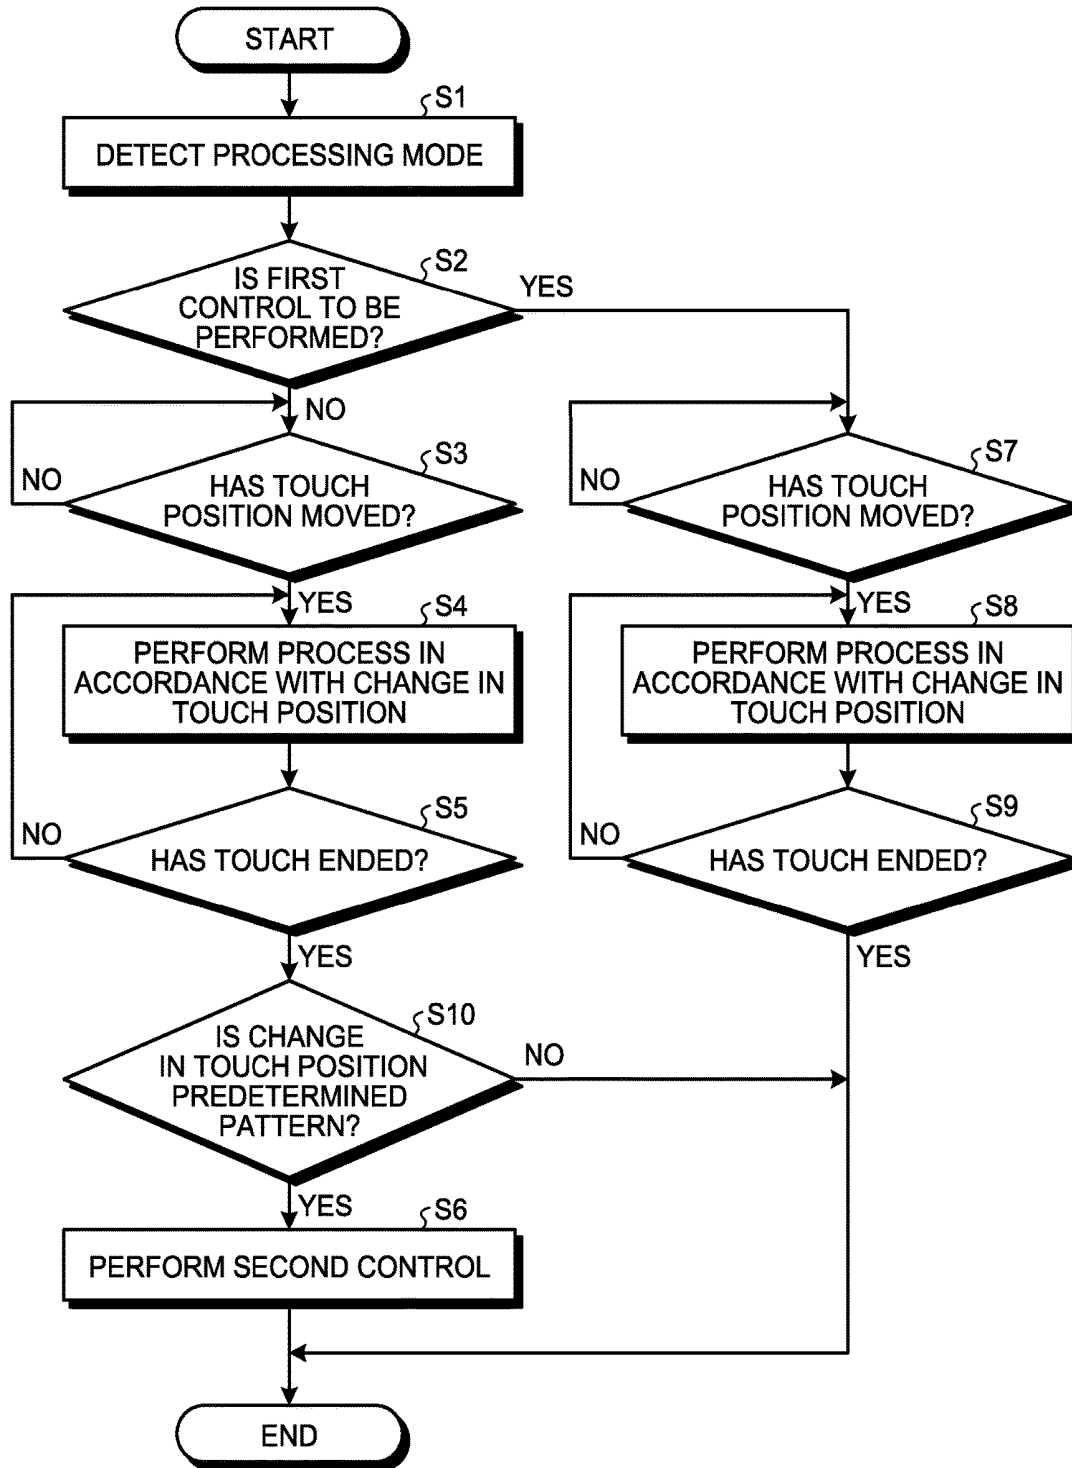 START
S1
DETECT PROCESSING MODE
S2
IS FIRST
CONTROL TO BE
PERFORMED?
YES
NO
S3
HAS TOUCH
POSITION MOVED?
NO
S7
HAS TOUCH
POSITION MOVED?
NO
YES
S4
PERFORM PROCESS IN
ACCORDANCE WITH CHANGE IN
TOUCH POSITION
YES
S8
PERFORM PROCESS IN
ACCORDANCE WITH CHANGE IN
TOUCH POSITION
S5
HAS TOUCH ENDED?
NO
S9
HAS TOUCH ENDED?
NO
YES
YES
S10
IS CHANGE
IN TOUCH POSITION
PREDETERMINED
PATTERN?
NO
YES
S6
PERFORM SECOND CONTROL
END